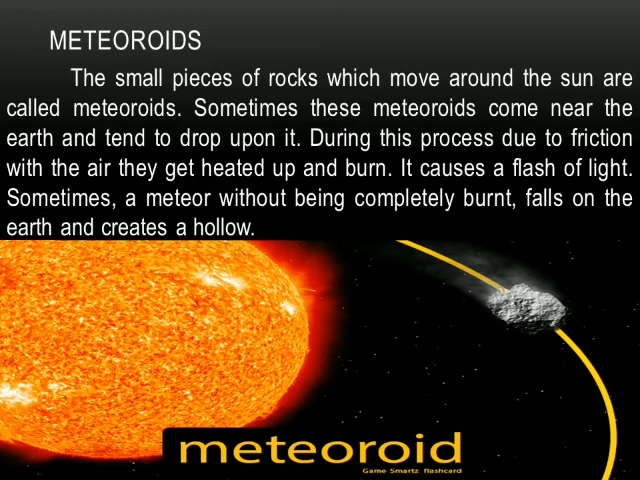 METEOROIDS
The small pieces of rocks which move around the sun are
called meteoroids. Sometimes these meteoroids come near the
earth and tend to drop upon it. During this process due to friction
with the air they get heated up and burn. It causes a flash of light.
Sometimes, a meteor without being completely burnt, falls on the
earth and creates a hollow.
meteoroid
Game Smartz flashcard